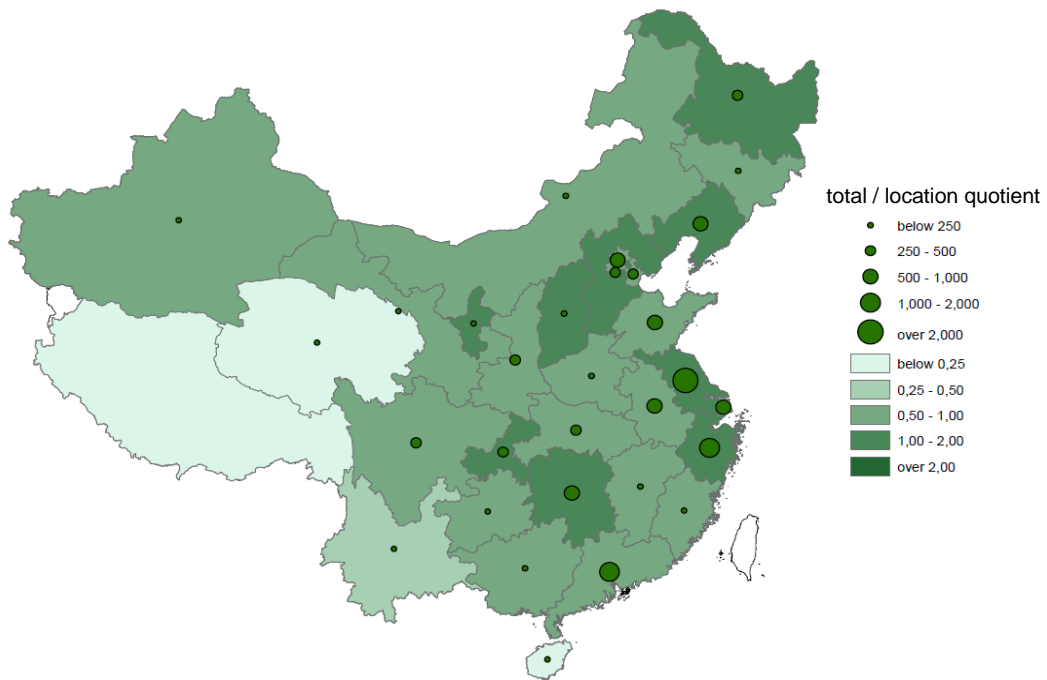 total / location quotient
below 250
250 - 500
500 - 1,000
1,000 - 2,000
over 2,000
below 0,25
0,25 - 0,50
0,50 - 1,00
1,00 - 2,00
over 2,00